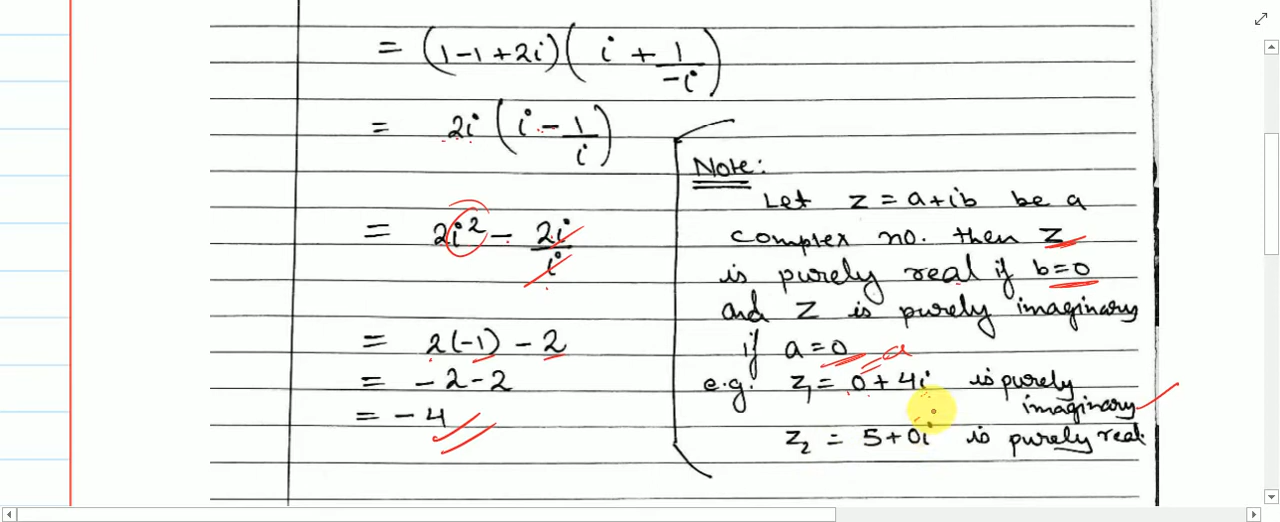 = (1-1+2i)(i + 1/-i)
= 2i (i - 1/i)
= 2i² - 2i/i
= 2(-1) - 2
= -2-2
= -4
Note:
Let z = a+ib be a
complex no. then z
is purely real if b=0
and z is purely imaginary
if a=0
= a
e.g. z₁ = 0+4i is purely
imaginary
z₂ = 5+0i is purely real